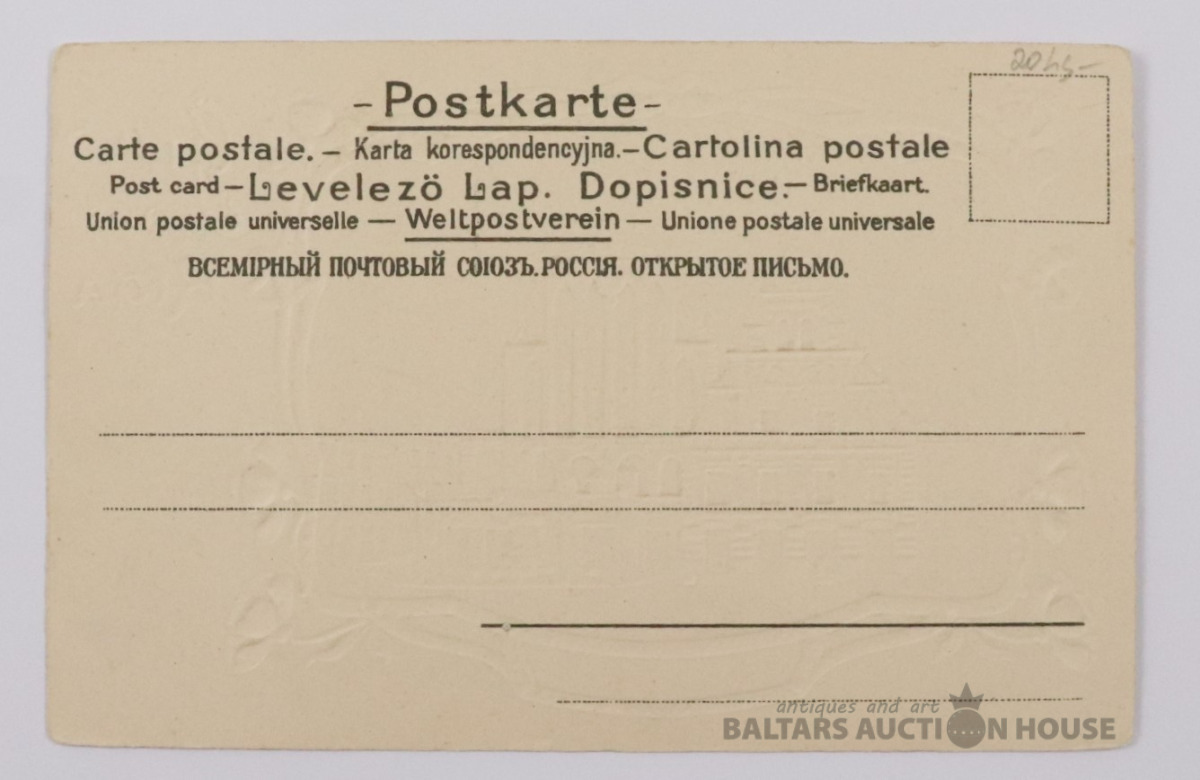 –Postkarte–
Carte postale. – Karta korespondencyjna.–Cartolina postale
Post card–Levelezö Lap. Dopisnice.–Briefkaart.
Union postale universelle — Weltpostverein — Unione postale universale
ВСЕМІРНЫЙ ПОЧТОВЫЙ СОЮЗЪ. РОССІЯ. ОТКРЫТОЕ ПИСЬМО.
antiques and art
BALTARS AUCTION HOUSE